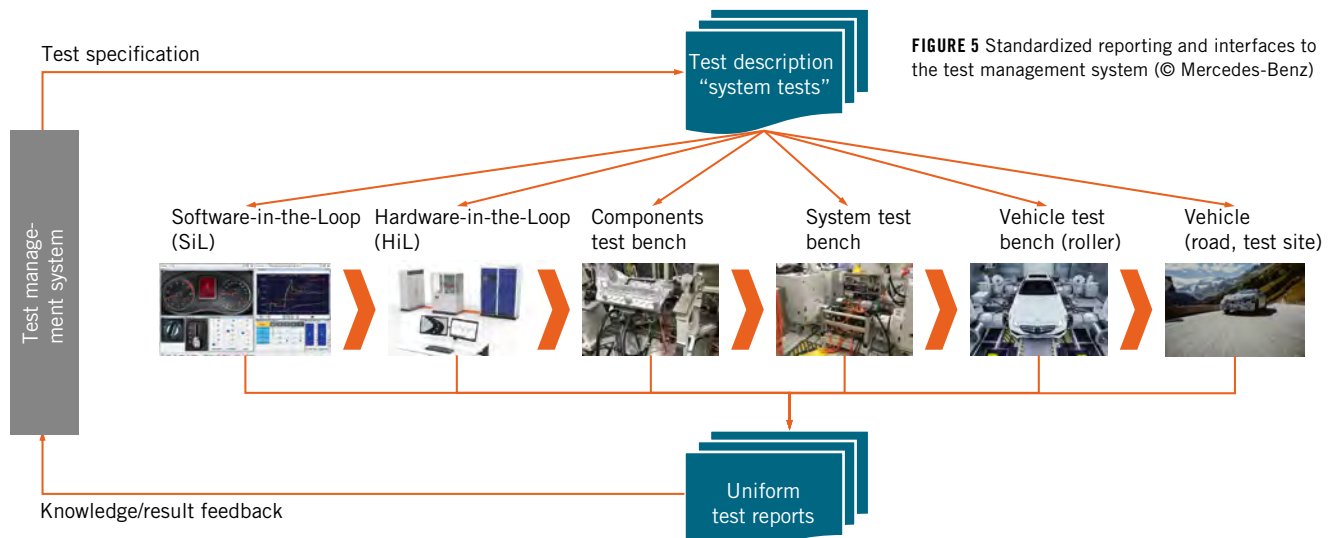 Test specification
Test description
“system tests”
FIGURE 5 Standardized reporting and interfaces to
the test management system (© Mercedes-Benz)
Test manage-
ment system
Software-in-the-Loop
(SiL)
Hardware-in-the-Loop
(HiL)
Components
test bench
System test
bench
Vehicle test
bench (roller)
Vehicle
(road, test site)
Knowledge/result feedback
Uniform
test reports